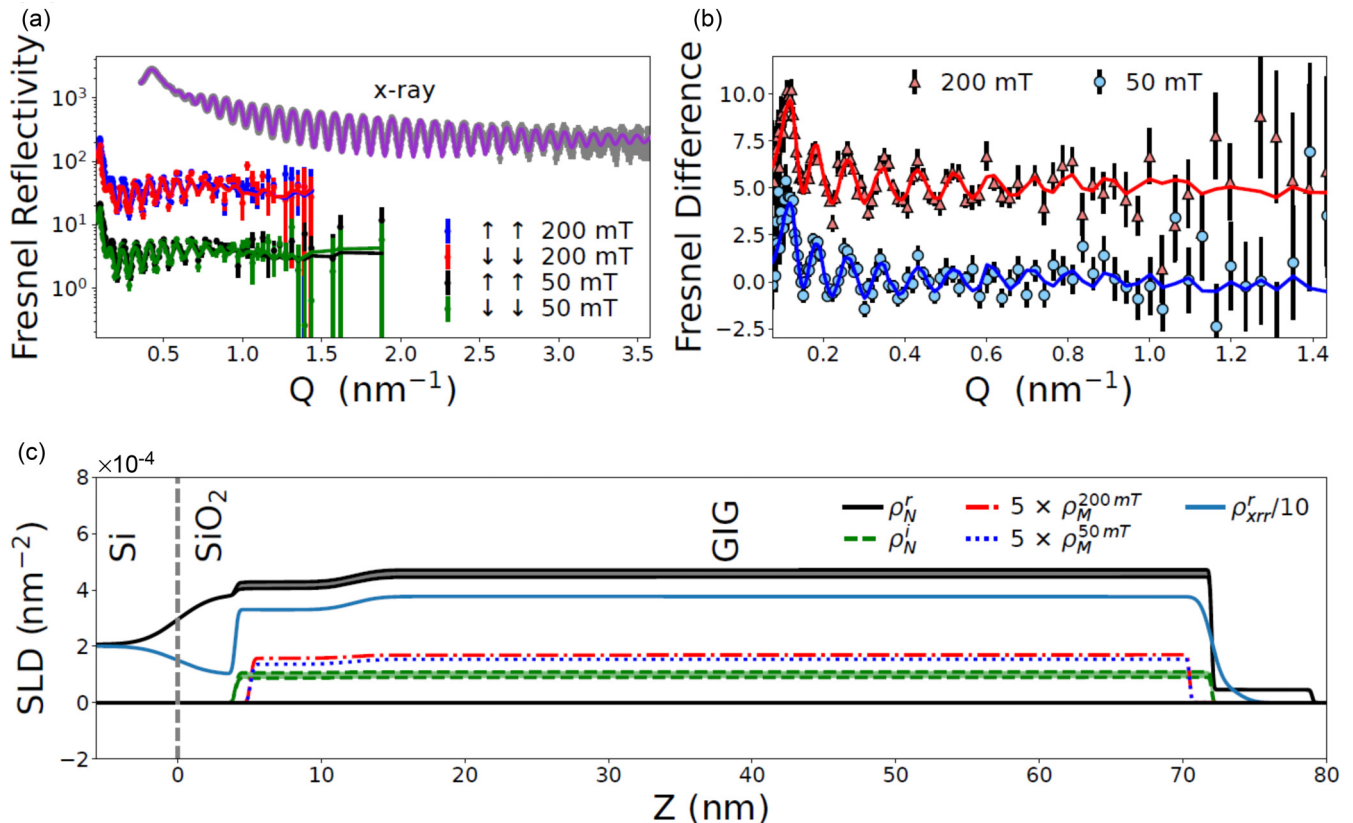 (a)
Fresnel Reflectivity
10³
10²
10¹
10⁰
x-ray
↑ ↑ 200 mT
↓ ↓ 200 mT
↑ ↑ 50 mT
↓ ↓ 50 mT
0.5 1.0 1.5 2.0 2.5 3.0 3.5
Q (nm⁻¹)
(b)
Fresnel Difference
200 mT 50 mT
10.0
7.5
5.0
2.5
0.0
−2.5
0.2 0.4 0.6 0.8 1.0 1.2 1.4
Q (nm⁻¹)
(c)
×10⁻⁴
SLD (nm⁻²)
8
6
4
2
0
−2
Si
SiO₂
GIG
ρ_N^r
ρ_N^i
5 × ρ_M^{200 mT}
5 × ρ_M^{50 mT}
ρ_{xrr}^r/10
0 10 20 30 40 50 60 70 80
Z (nm)